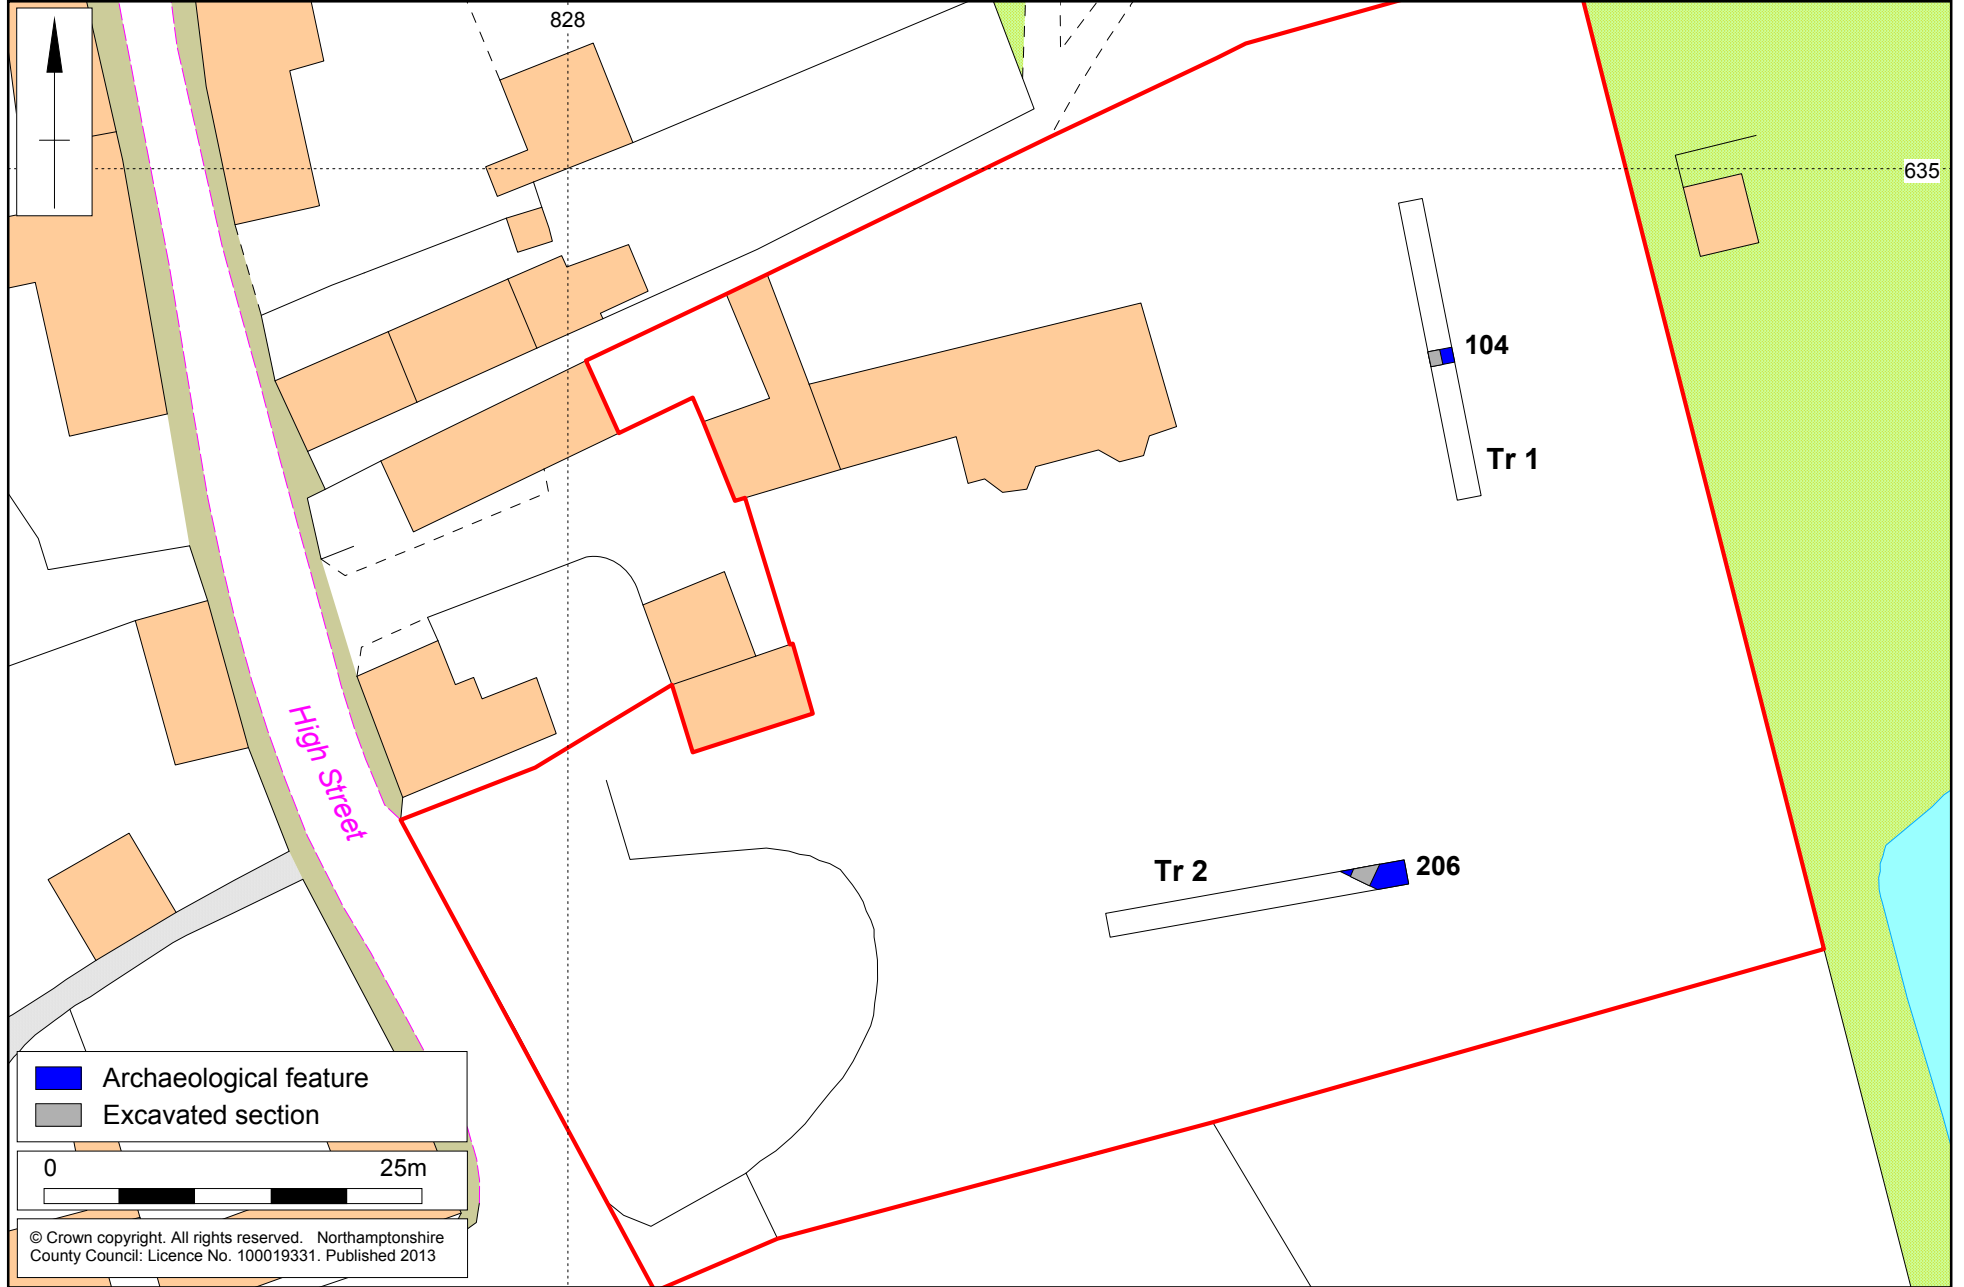 828
635
104
Tr 1
High Street
Tr 2
206
Archaeological feature
Excavated section
0 25m
© Crown copyright. All rights reserved. Northamptonshire
County Council: Licence No. 100019331. Published 2013